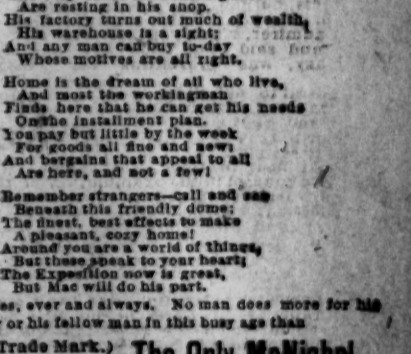 Are resting in his shop.
His factory turns out much of wealth,
His warehouse is a sight;
And any man can buy to-day
Whose motives are all right.
Home is the dream of all who live,
And most the workingman
Finds here that he can get his needs
On the installment plan.
You pay but little by the week
For goods all fine and new;
And bargains that appeal to all
Are here, and not a few!
Remember strangers—call and see
Beneath this friendly dome;
The finest, best effects to make
A pleasant, cozy home!
Around you are a world of things,
But these speak to your heart;
The Exposition now is great,
But Mac will do his part.
es, ever and always. No man does more for his
or his fellow man in this busy age than
Trade Mark.) The Only McNichol